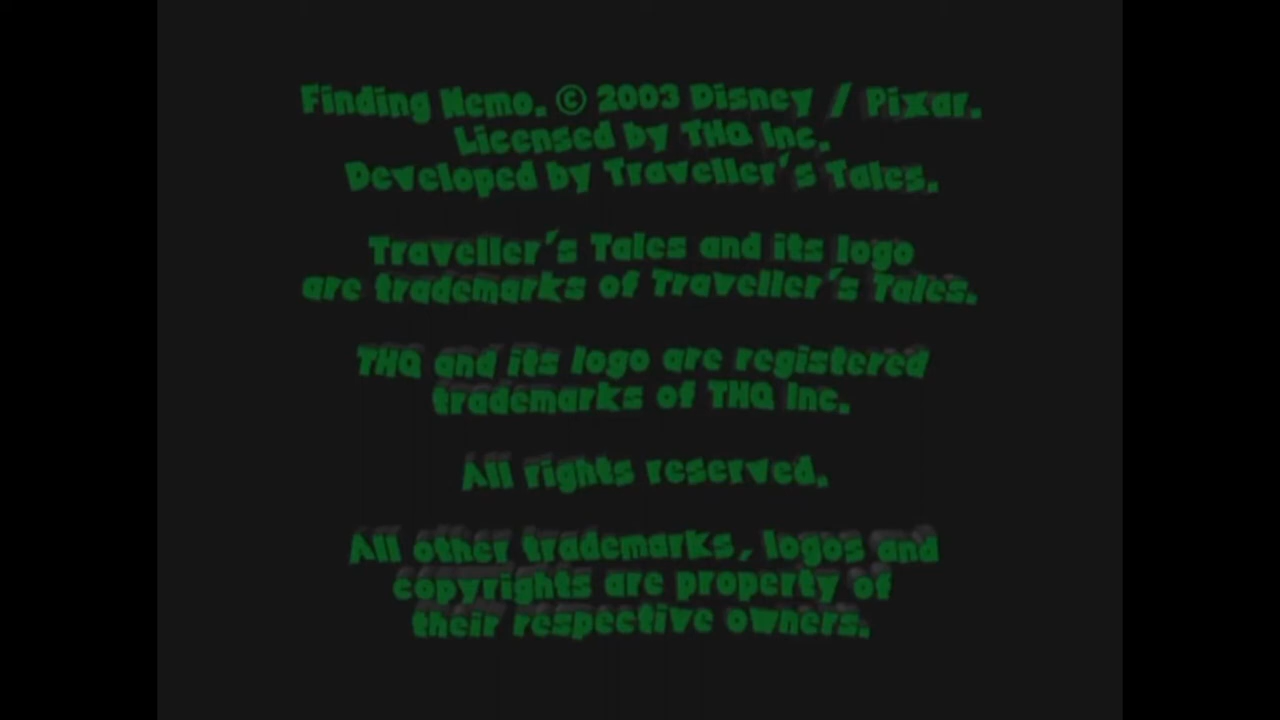 Finding Nemo. © 2003 Disney / Pixar.
Licensed by THQ Inc.
Developed by Traveller's Tales.
Traveller's Tales and its logo
are trademarks of Traveller's Tales.
THQ and its logo are registered
trademarks of THQ Inc.
All rights reserved.
All other trademarks, logos and
copyrights are property of
their respective owners.